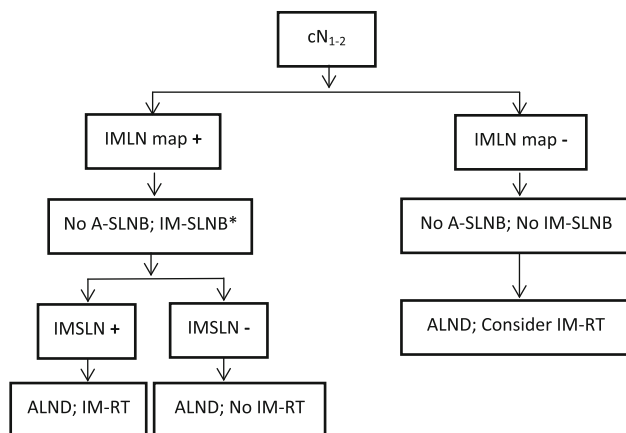 cN1-2
IMLN map +
IMLN map -
No A-SLNB; IM-SLNB*
No A-SLNB; No IM-SLNB
IMSLN +
IMSLN -
ALND; Consider IM-RT
ALND; IM-RT
ALND; No IM-RT